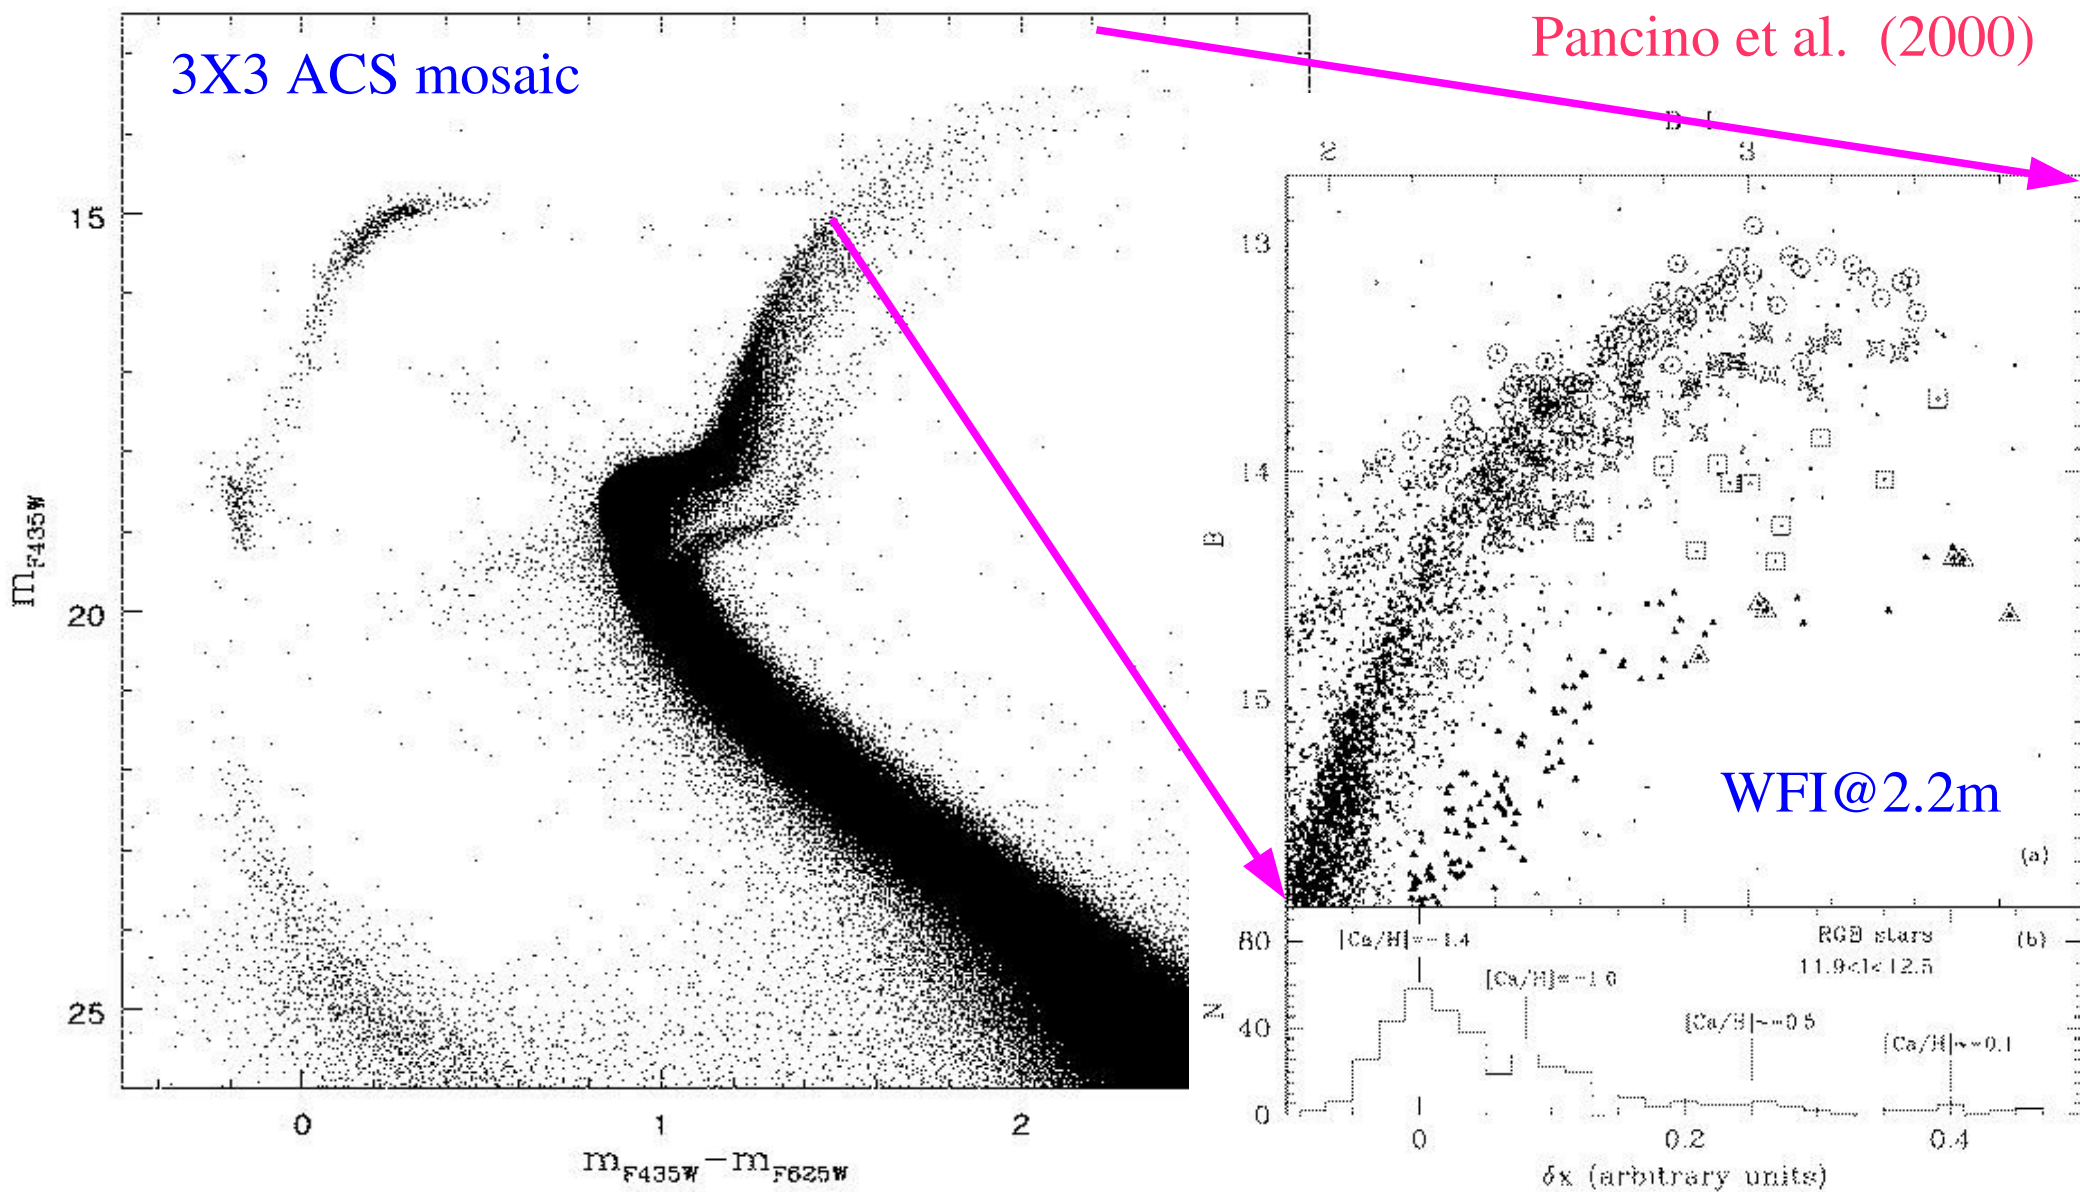 3X3 ACS mosaic
Pancino et al. (2000)
15
20
25
m_F435W
0
1
2
m_F435W−m_F625W
2
3
13
14
15
B
WFI@2.2m
(a)
[Ca/H]=−1.4
[Ca/H]=−1.0
[Ca/H]~−0.5
[Ca/H]~−0.1
RGB stars
11.9<I<12.5
(b)
40
0
N
0
0.2
0.4
δx (arbitrary units)